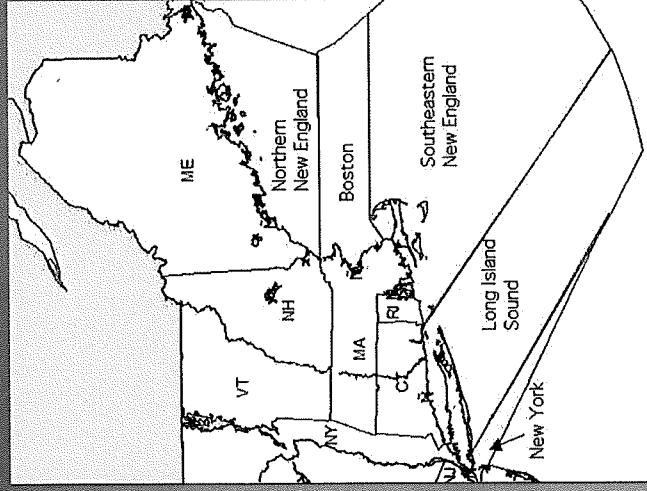 ME
Northern
New England
VT
NH
Boston
NY
MA
Southeastern
New England
CT
RI
Long Island
Sound
NJ
New York